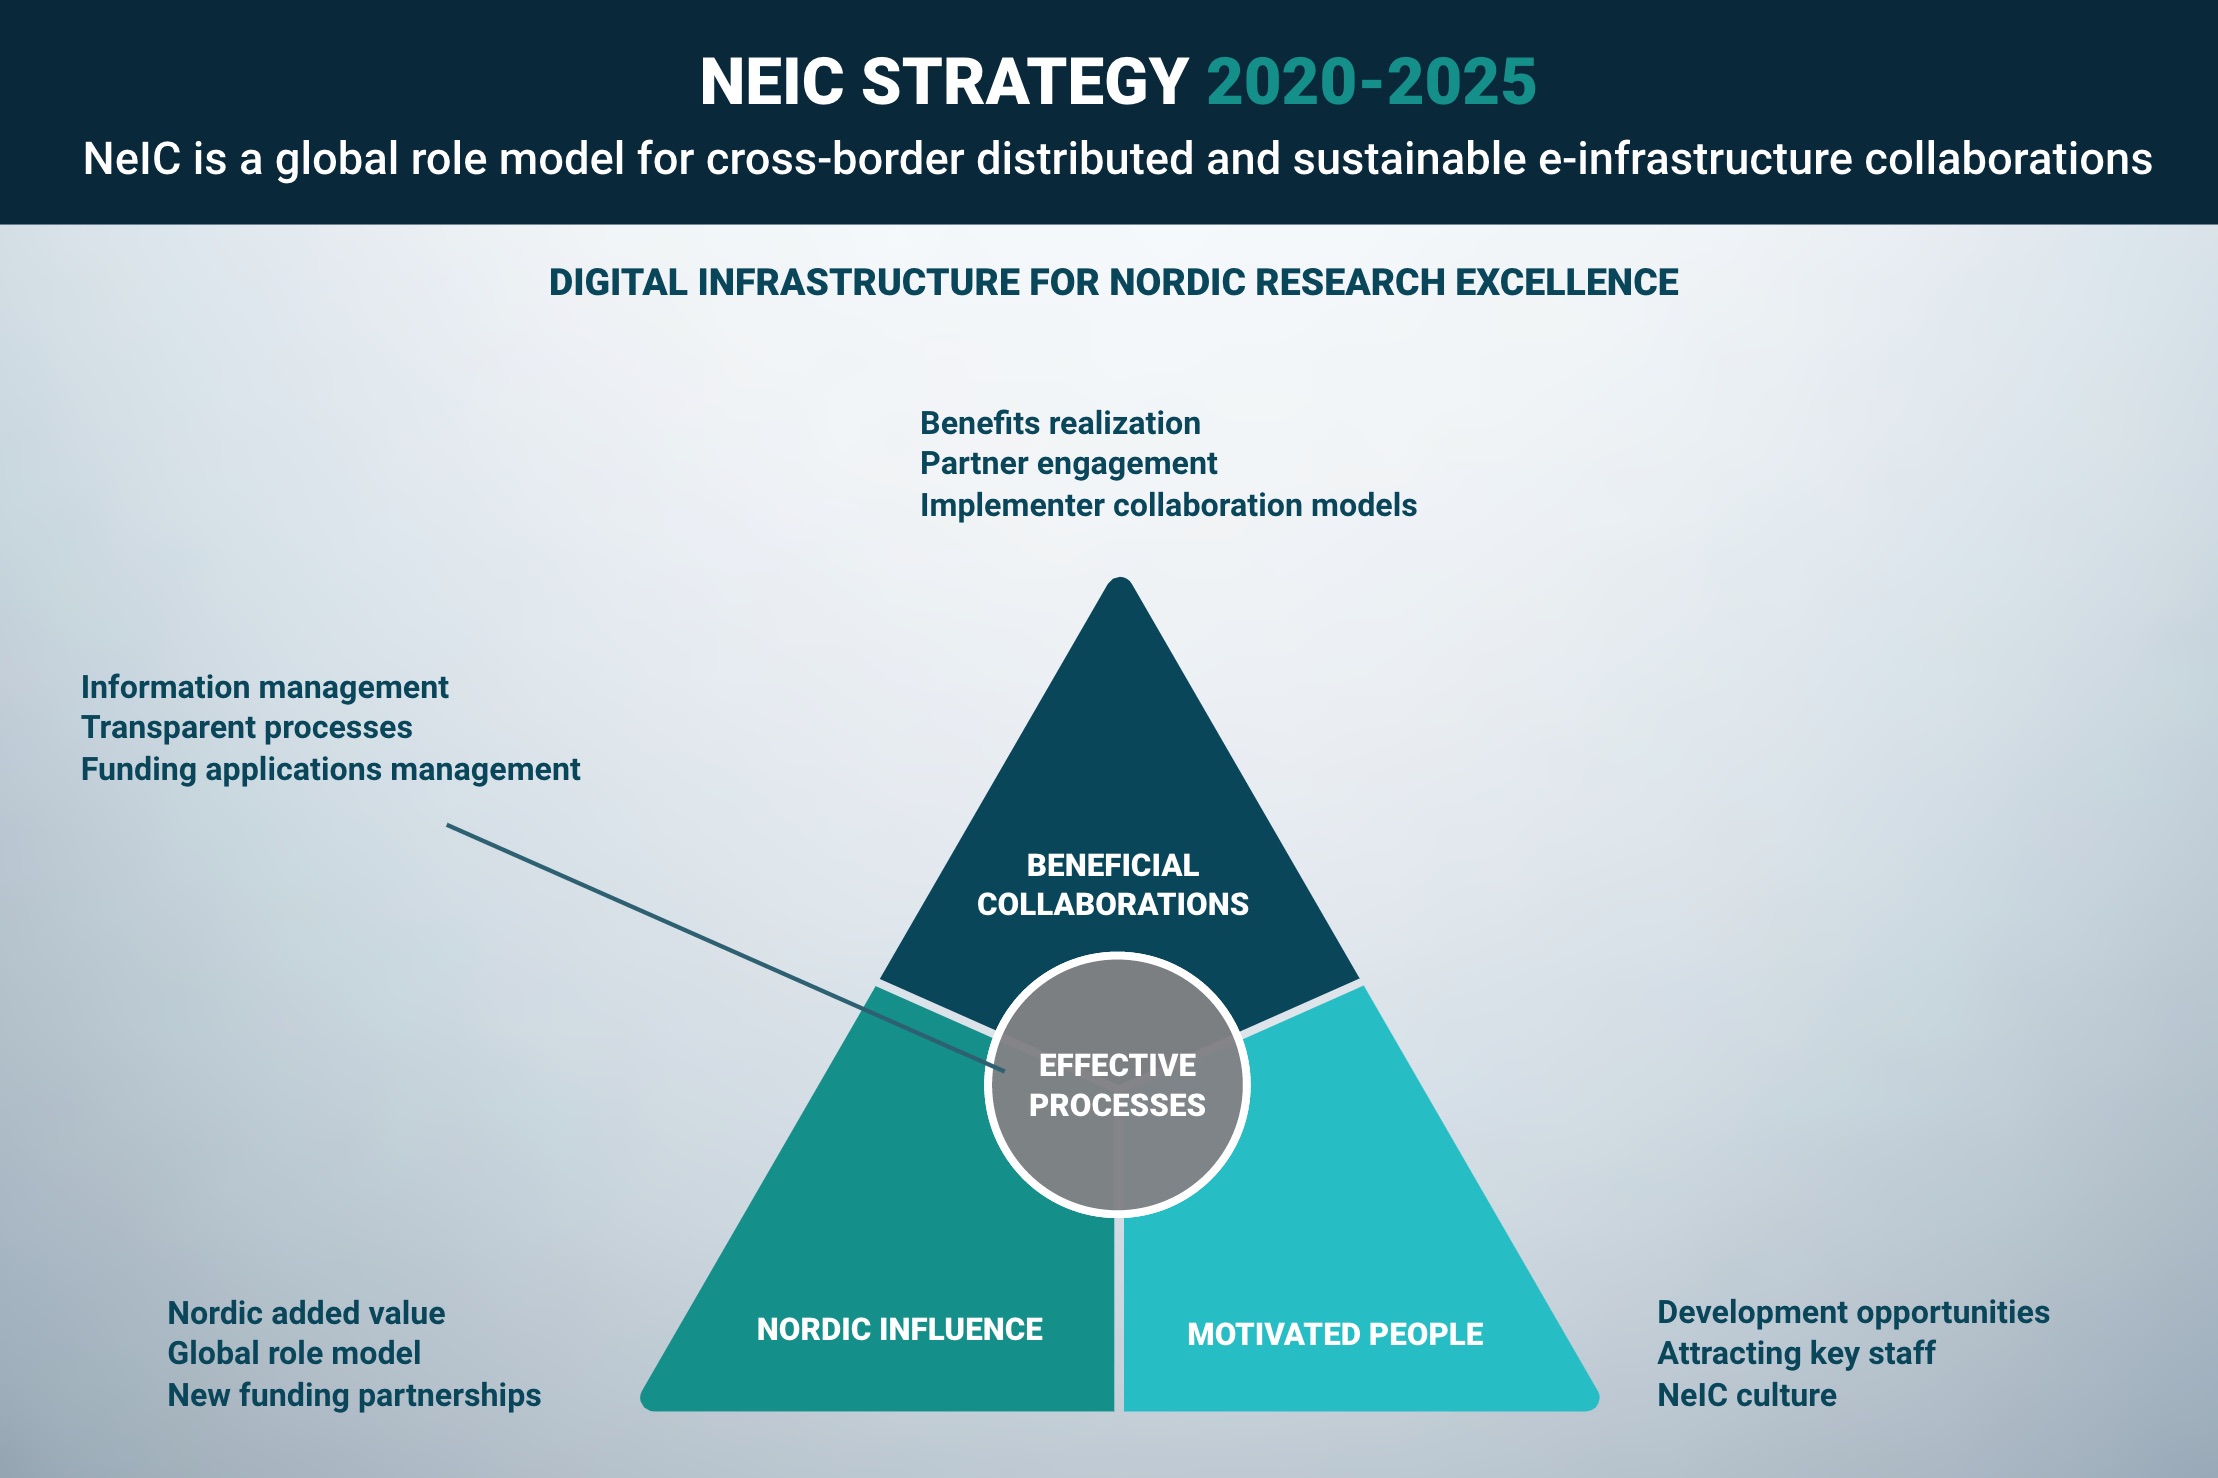 NEIC STRATEGY 2020-2025
NeIC is a global role model for cross-border distributed and sustainable e-infrastructure collaborations
DIGITAL INFRASTRUCTURE FOR NORDIC RESEARCH EXCELLENCE
Benefits realization
Partner engagement
Implementer collaboration models
Information management
Transparent processes
Funding applications management
BENEFICIAL
COLLABORATIONS
EFFECTIVE
PROCESSES
NORDIC INFLUENCE
MOTIVATED PEOPLE
Nordic added value
Global role model
New funding partnerships
Development opportunities
Attracting key staff
NeIC culture